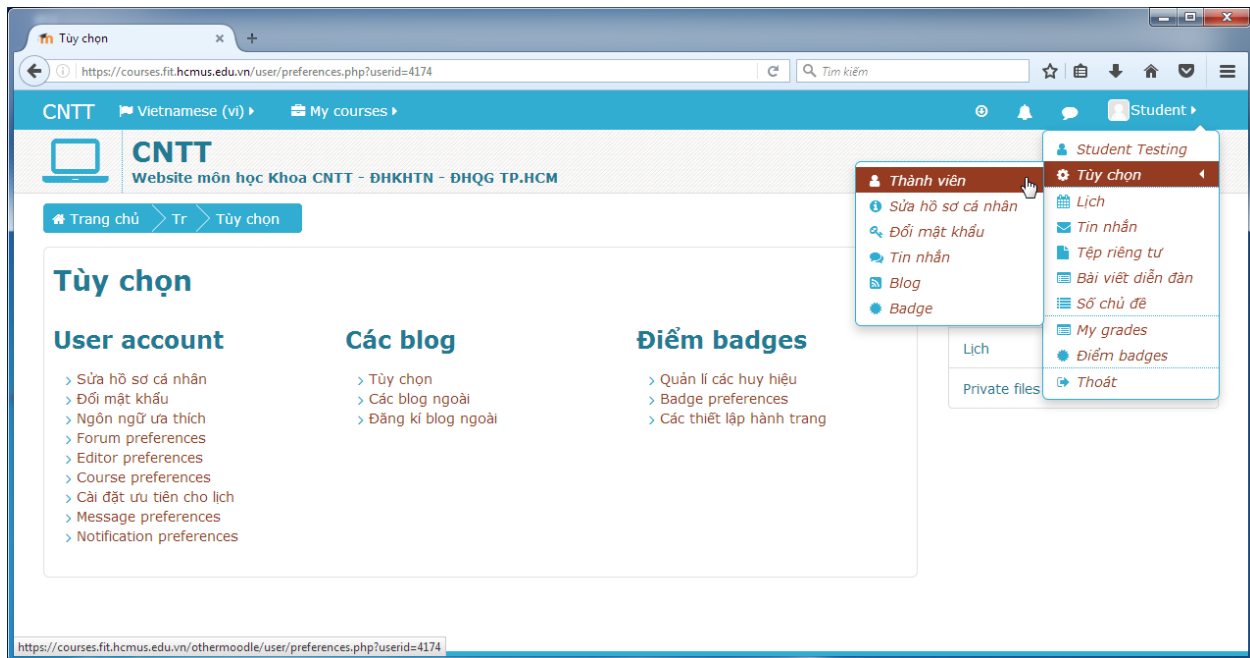 Tùy chọn
https://courses.fit.hcmus.edu.vn/user/preferences.php?userid=4174
Tìm kiếm
CNTT Vietnamese (vi) My courses Student
CNTT
Website môn học Khoa CNTT - ĐHKHTN - ĐHQG TP.HCM
Trang chủ Tr Tùy chọn
Student Testing
Tùy chọn
Lịch
Tin nhắn
Tệp riêng tư
Bài viết diễn đàn
Số chủ đề
My grades
Điểm badges
Thoát
Thành viên
Sửa hồ sơ cá nhân
Đổi mật khẩu
Tin nhắn
Blog
Badge
Tùy chọn
User account
Sửa hồ sơ cá nhân
Đổi mật khẩu
Ngôn ngữ ưa thích
Forum preferences
Editor preferences
Course preferences
Cài đặt ưu tiên cho lịch
Message preferences
Notification preferences
Các blog
Tùy chọn
Các blog ngoài
Đăng kí blog ngoài
Điểm badges
Quản lí các huy hiệu
Badge preferences
Các thiết lập hành trang
Lịch
Private files
https://courses.fit.hcmus.edu.vn/othermoodle/user/preferences.php?userid=4174